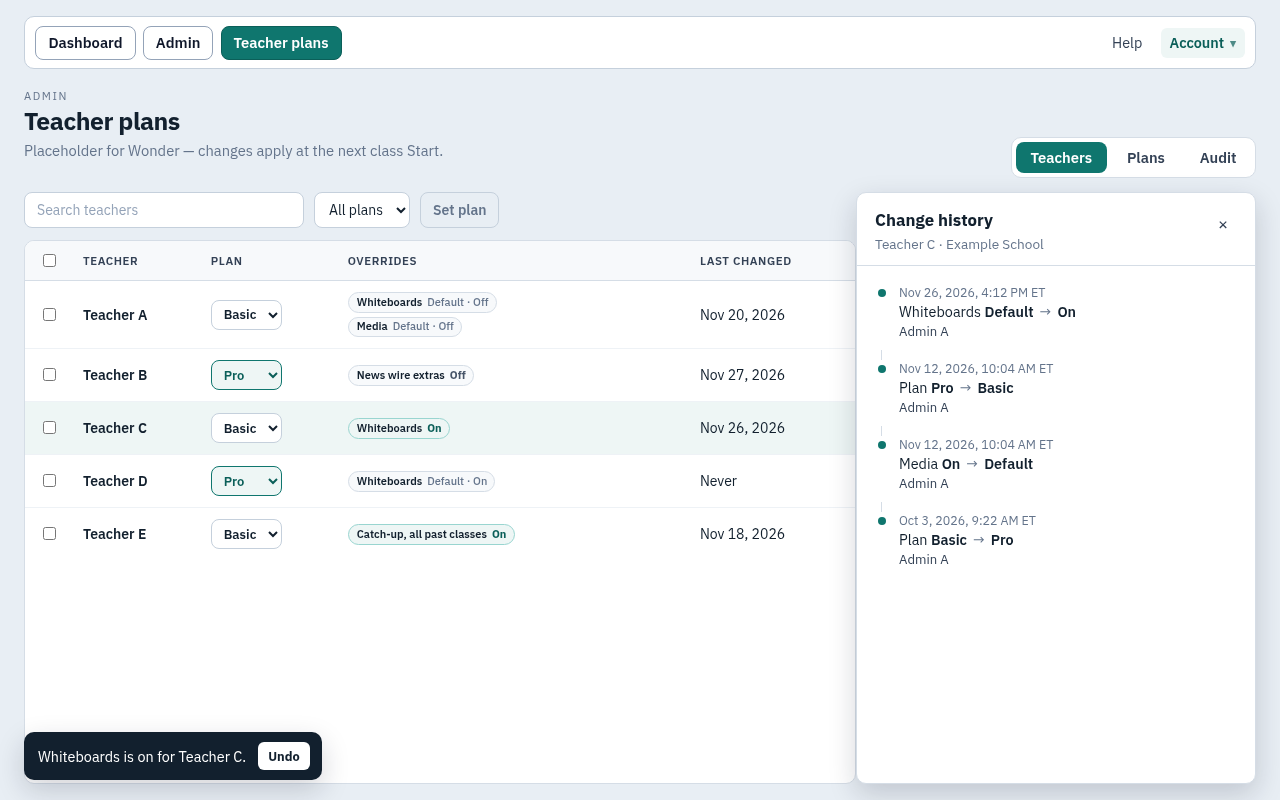 Dashboard Admin Teacher plans Help Account ▾
ADMIN
Teacher plans
Placeholder for Wonder — changes apply at the next class Start.
Teachers Plans Audit
Search teachers All plans Set plan
TEACHER PLAN OVERRIDES LAST CHANGED
Teacher A Basic Whiteboards Default · Off Nov 20, 2026
Media Default · Off
Teacher B Pro News wire extras Off Nov 27, 2026
Teacher C Basic Whiteboards On Nov 26, 2026
Teacher D Pro Whiteboards Default · On Never
Teacher E Basic Catch-up, all past classes On Nov 18, 2026
Whiteboards is on for Teacher C. Undo
Change history ×
Teacher C · Example School
Nov 26, 2026, 4:12 PM ET
Whiteboards Default → On
Admin A
Nov 12, 2026, 10:04 AM ET
Plan Pro → Basic
Admin A
Nov 12, 2026, 10:04 AM ET
Media On → Default
Admin A
Oct 3, 2026, 9:22 AM ET
Plan Basic → Pro
Admin A